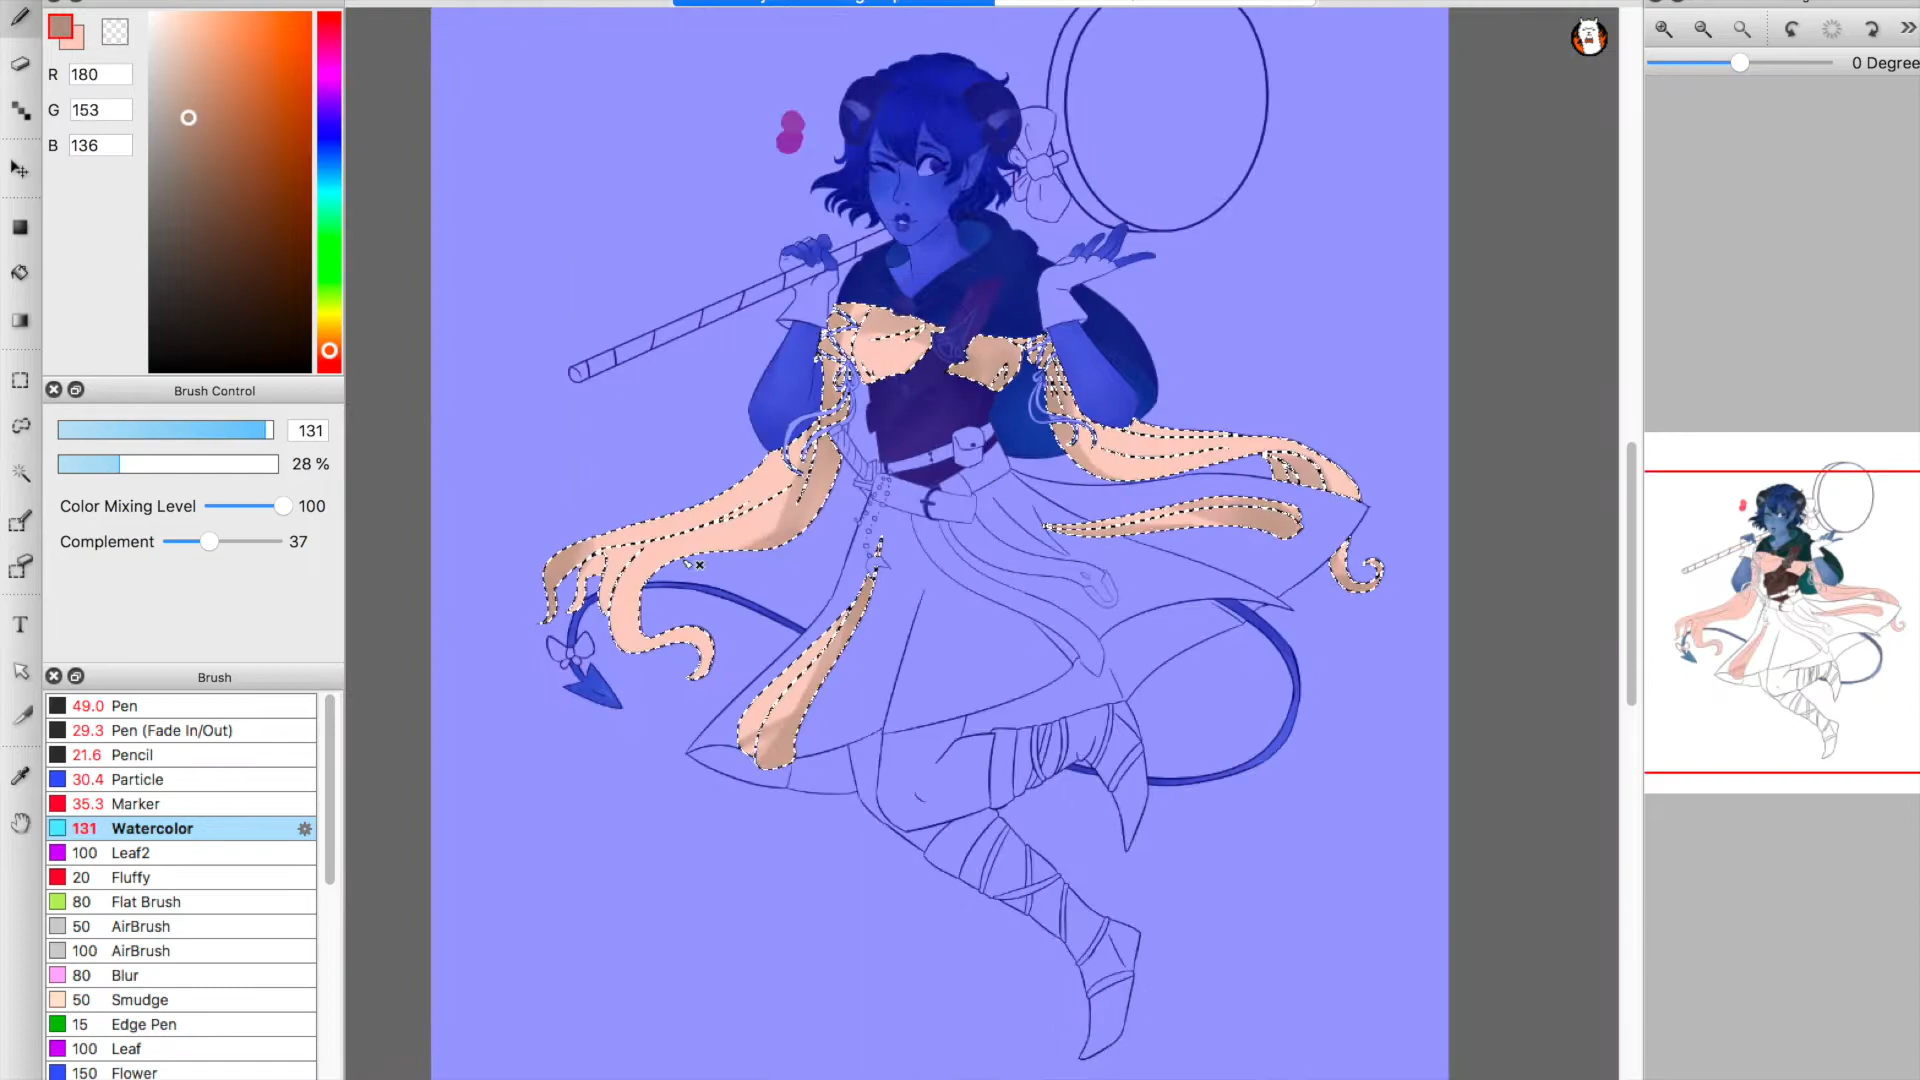 R 180
G 153
B 136
Brush Control
131
28 %
Color Mixing Level 100
Complement 37
Brush
49.0 Pen
29.3 Pen (Fade In/Out)
21.6 Pencil
30.4 Particle
35.3 Marker
131 Watercolor
100 Leaf2
20 Fluffy
80 Flat Brush
50 AirBrush
100 AirBrush
80 Blur
50 Smudge
15 Edge Pen
100 Leaf
150 Flower
T
0 Degree